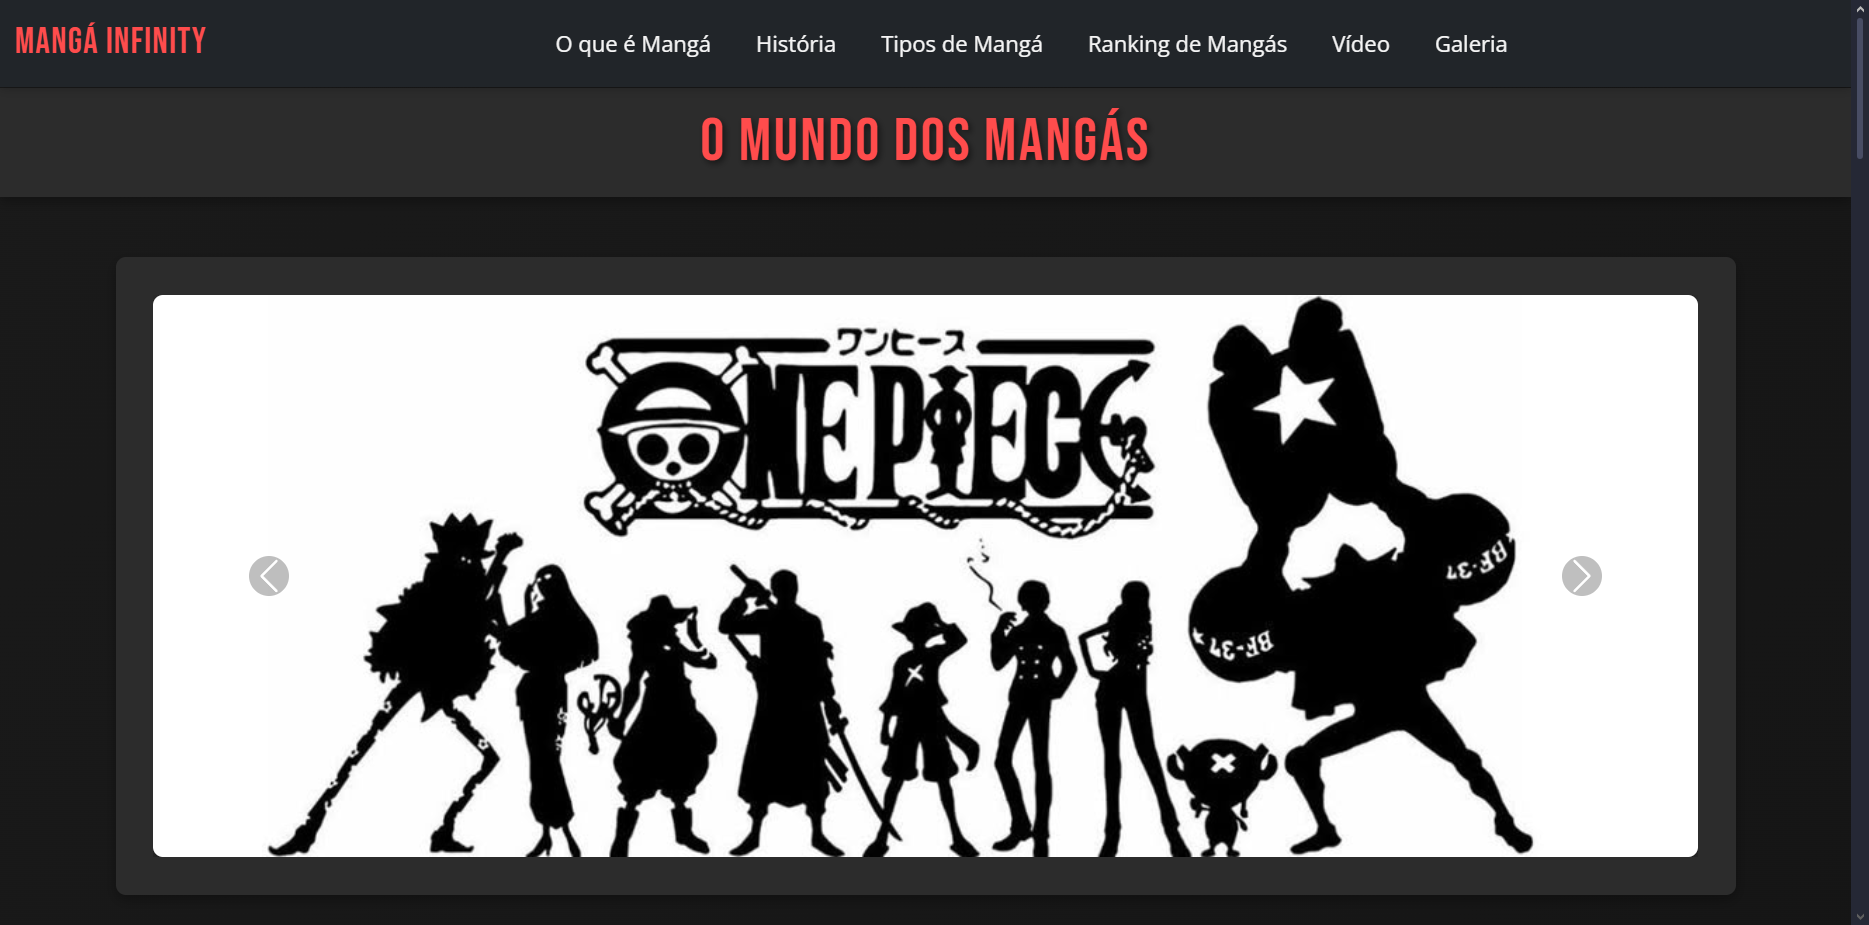 MANGÁ INFINITY
O que é Mangá
História
Tipos de Mangá
Ranking de Mangás
Vídeo
Galeria
O MUNDO DOS MANGÁS
ワンピース
ONE PIECE
BF-37
BF-37